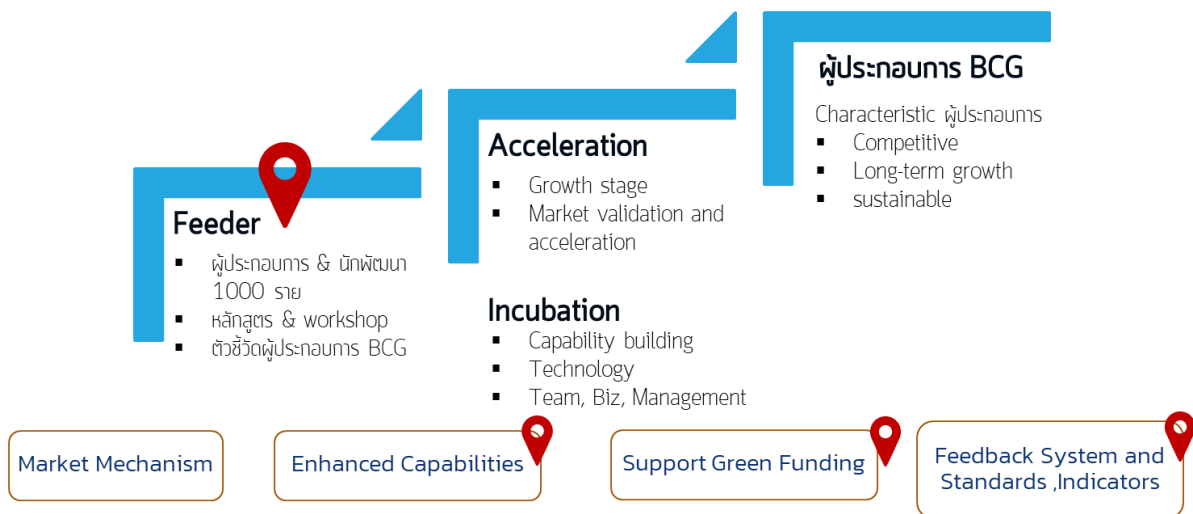 Feeder
▪ ผู้ประกอบการ & นักพัฒนา
1000 ราย
▪ หลักสูตร & workshop
▪ ตัวชี้วัดผู้ประกอบการ BCG
Acceleration
▪ Growth stage
▪ Market validation and
acceleration
Incubation
▪ Capability building
▪ Technology
▪ Team, Biz, Management
ผู้ประกอบการ BCG
Characteristic ผู้ประกอบการ
▪ Competitive
▪ Long-term growth
▪ sustainable
Market Mechanism
Enhanced Capabilities
Support Green Funding
Feedback System and
Standards ,Indicators